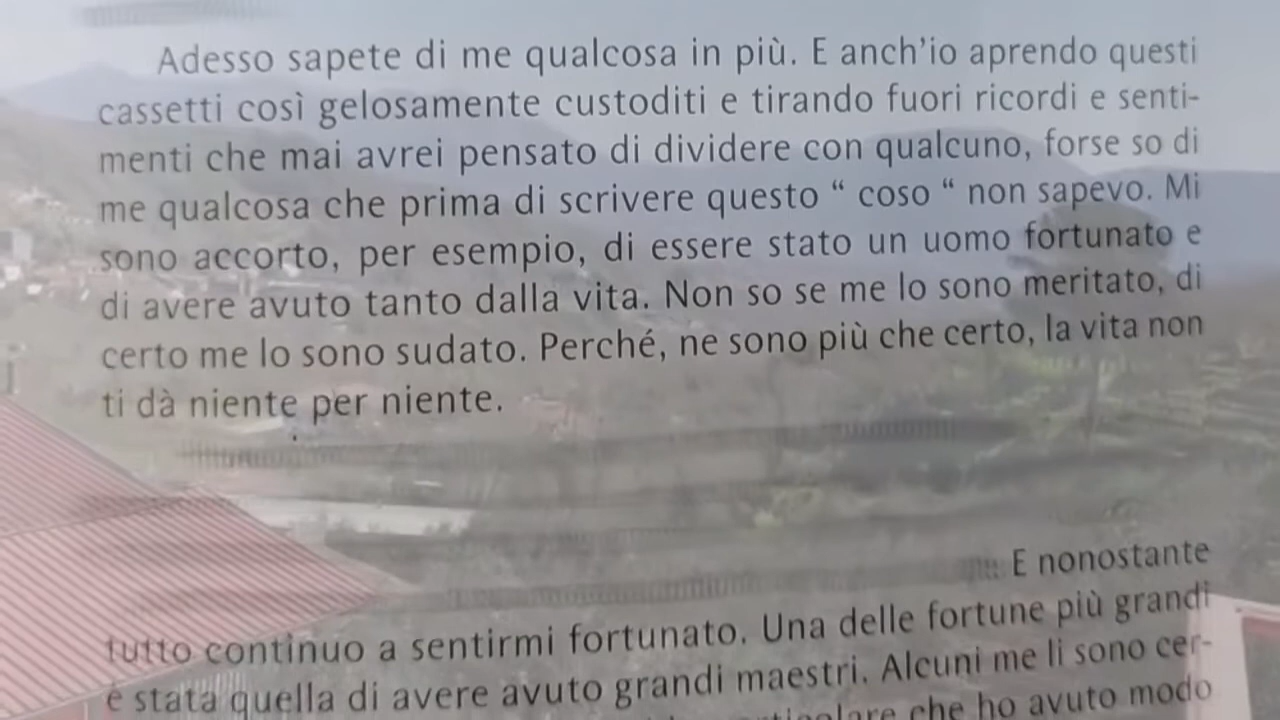 Adesso sapete di me qualcosa in più. E anch'io aprendo questi
cassetti così gelosamente custoditi e tirando fuori ricordi e senti-
menti che mai avrei pensato di dividere con qualcuno, forse so di
me qualcosa che prima di scrivere questo “ coso “ non sapevo. Mi
sono accorto, per esempio, di essere stato un uomo fortunato e
di avere avuto tanto dalla vita. Non so se me lo sono meritato, di
certo me lo sono sudato. Perché, ne sono più che certo, la vita non
ti dà niente per niente.
E nonostante
tutto continuo a sentirmi fortunato. Una delle fortune più grandi
è stata quella di avere avuto grandi maestri. Alcuni me li sono cer-
che ho avuto modo